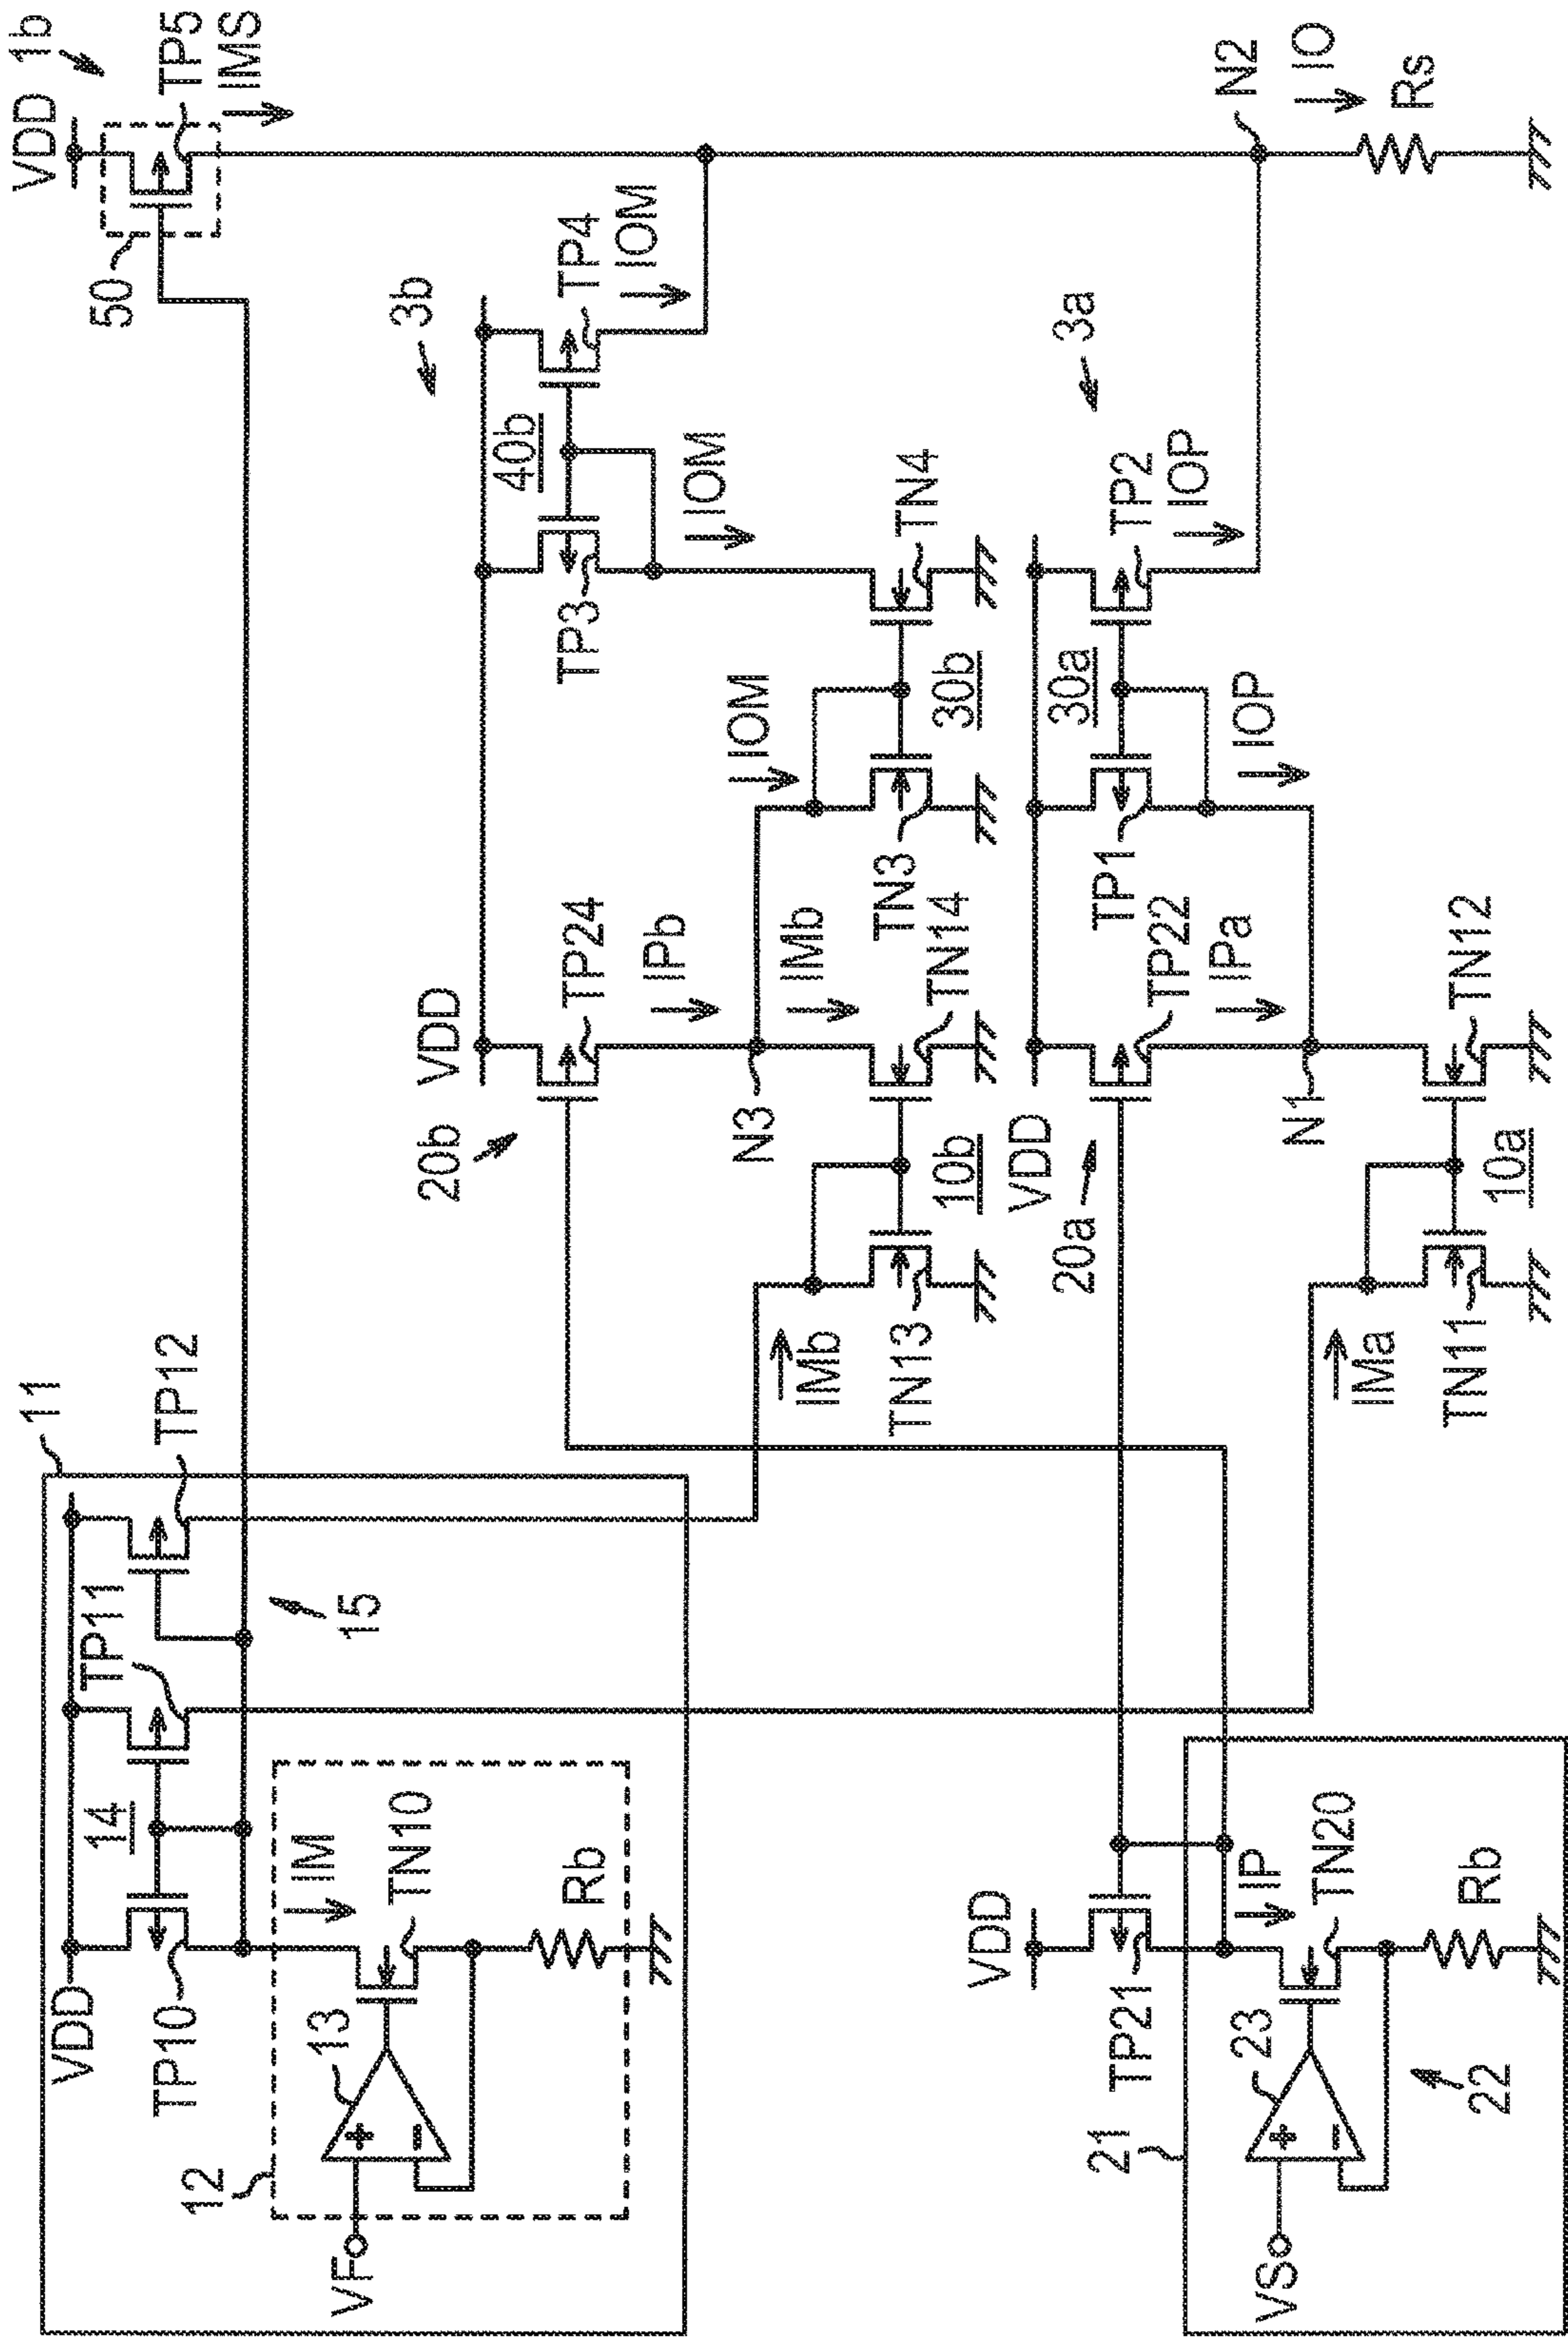 1b
VDD
TP5
IMS
50
N2
IO
Rs
3b
TP4
IOM
40b
TP3
IOM
TN4
3a
TP2
IOP
30b
30a
IOM
IOP
TN3
TP1
VDD
20b
TP24
IPb
N3
IMb
TN14
10b
VDD
20a
TP22
IPa
N1
TN12
10a
IMb
TN13
IMa
TN11
11
TP12
15
TP11
14
VDD
TP10
IM
TN10
Rb
13
12
VF
VDD
TP21
IP
TN20
Rb
23
22
21
VS